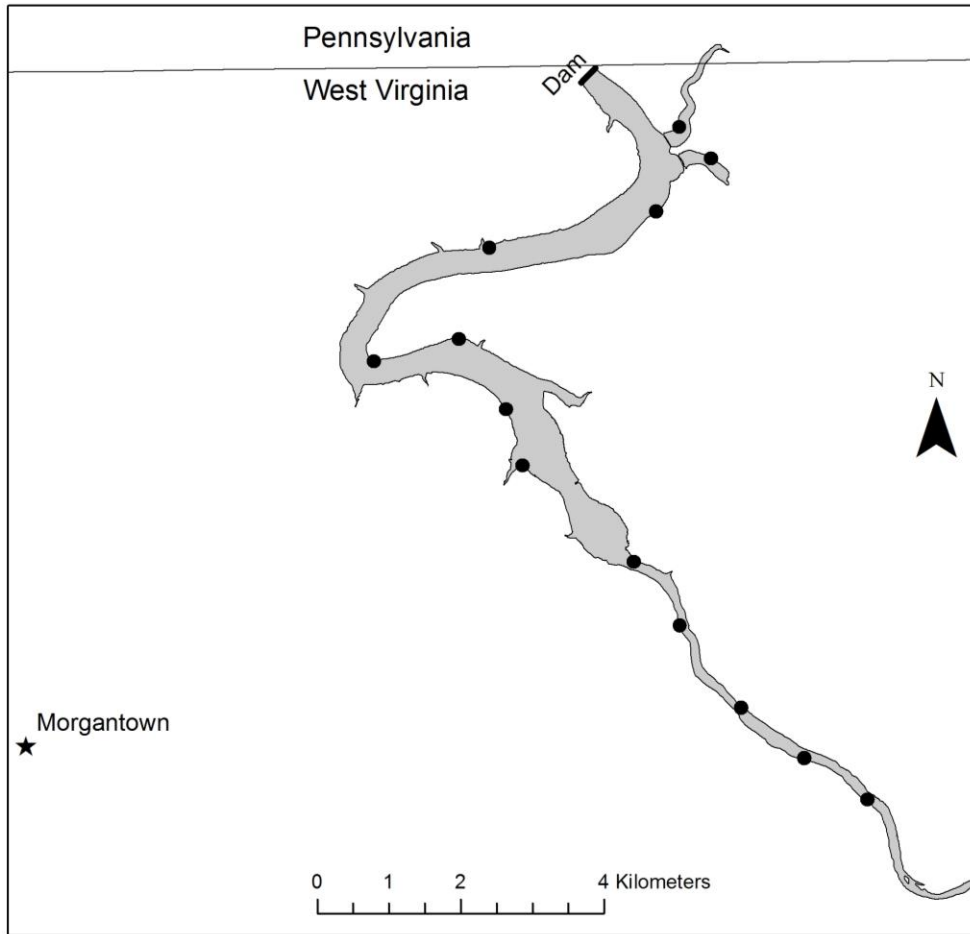 Pennsylvania
West Virginia
Dam
N
Morgantown
0 1 2 4 Kilometers